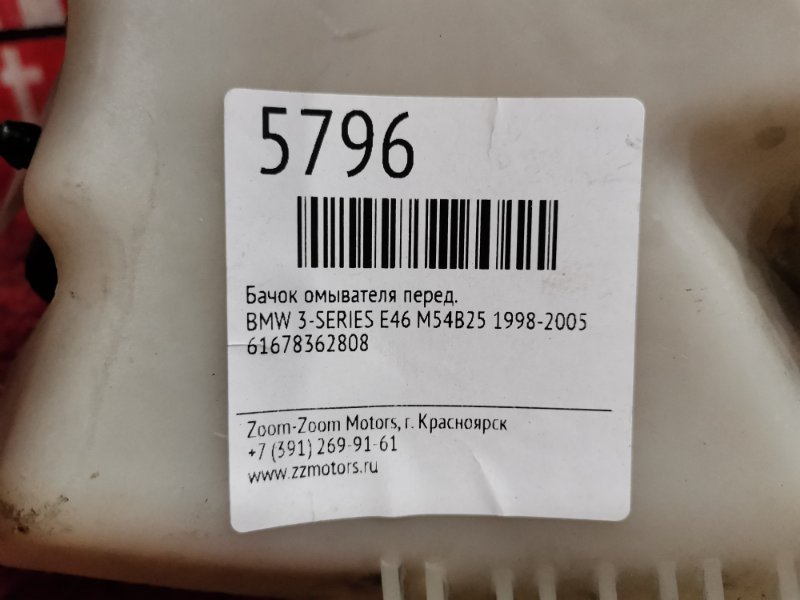 5796
Бачок омывателя перед.
BMW 3-SERIES E46 M54B25 1998-2005
61678362808
Zoom-Zoom Motors, г. Красноярск
+7 (391) 269-91-61
www.zzmotors.ru